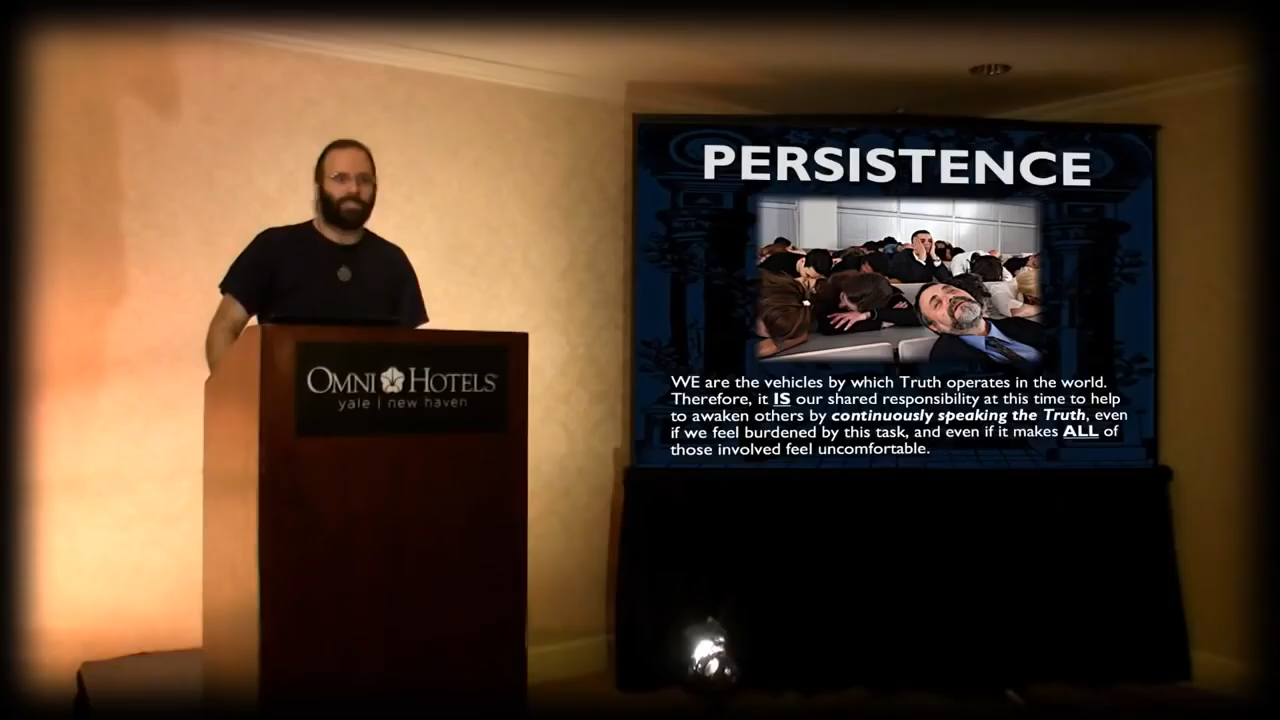 OMNI HOTELS
yale | new haven
PERSISTENCE
WE are the vehicles by which Truth operates in the world.
Therefore, it IS our shared responsibility at this time to help
to awaken others by continuously speaking the Truth, even
if we feel burdened by this task, and even if it makes ALL of
those involved feel uncomfortable.